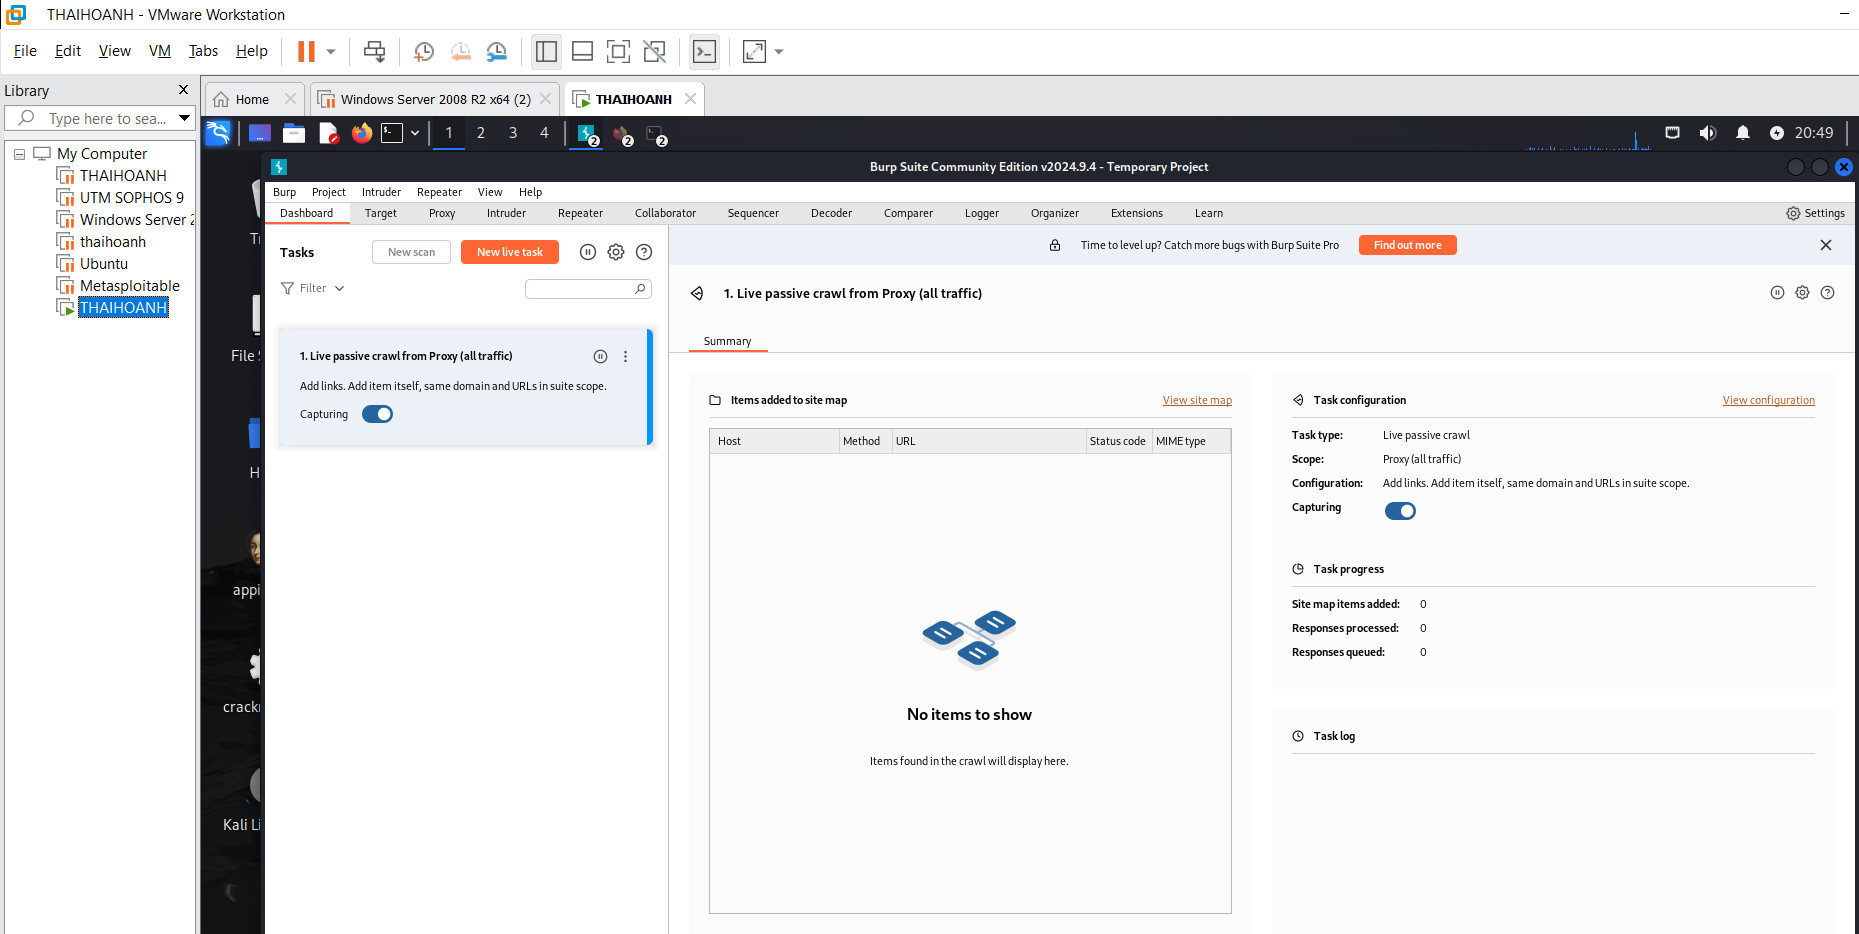 THAIHOANH - VMware Workstation
File Edit View VM Tabs Help
Library
Type here to sea...
My Computer
THAIHOANH
UTM SOPHOS 9
Windows Server 2
thaihoanh
Ubuntu
Metasploitable
THAIHOANH
Home
Windows Server 2008 R2 x64 (2)
THAIHOANH
1 2 3 4
2 2 2
20:49
Burp Suite Community Edition v2024.9.4 - Temporary Project
Burp Project Intruder Repeater View Help
Dashboard Target Proxy Intruder Repeater Collaborator Sequencer Decoder Comparer Logger Organizer Extensions Learn
Settings
Tasks
New scan
New live task
Filter
1. Live passive crawl from Proxy (all traffic)
Add links. Add item itself, same domain and URLs in suite scope.
Capturing
Time to level up? Catch more bugs with Burp Suite Pro
Find out more
1. Live passive crawl from Proxy (all traffic)
Summary
Items added to site map
View site map
Host Method URL Status code MIME type
No items to show
Items found in the crawl will display here.
Task configuration
View configuration
Task type: Live passive crawl
Scope: Proxy (all traffic)
Configuration: Add links. Add item itself, same domain and URLs in suite scope.
Capturing
Task progress
Site map items added: 0
Responses processed: 0
Responses queued: 0
Task log
File S
H
appi
crack
Kali Li